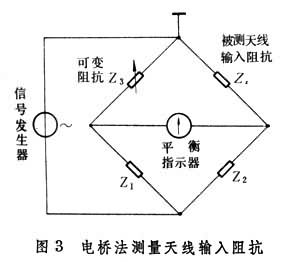 可变
阻抗
Z₃
被测天线
输入阻抗
Z
信号发生器
～
平 衡
指示器
Z₁
Z₂
图3 电桥法测量天线输入阻抗